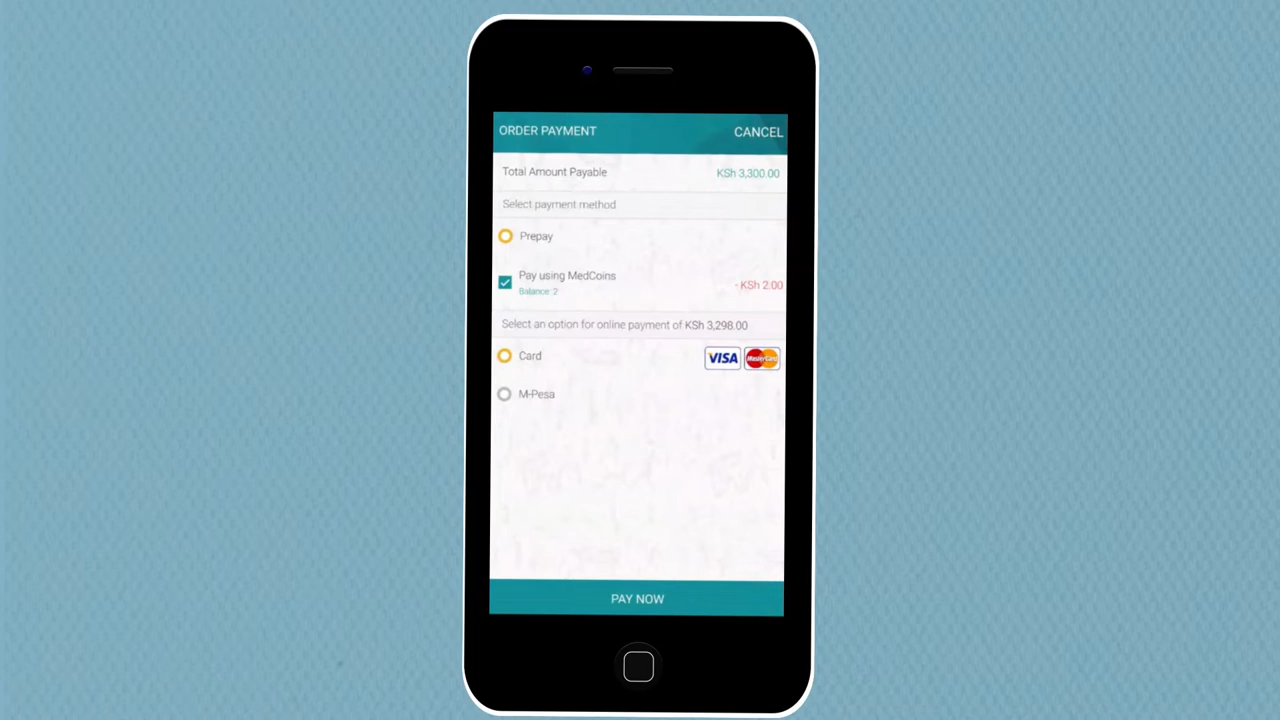 ORDER PAYMENT CANCEL
Total Amount Payable KSh 3,300.00
Select payment method
Prepay
Pay using MedCoins
Balance: 2
- KSh 2.00
Select an option for online payment of KSh 3,298.00
Card VISA MasterCard
M-Pesa
PAY NOW